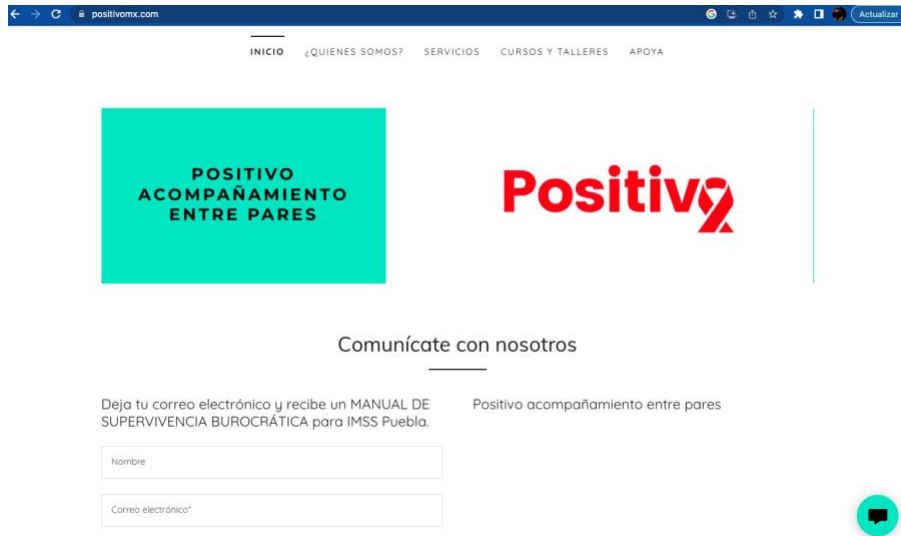 positivomx.com
Actualizar
INICIO ¿QUIENES SOMOS? SERVICIOS CURSOS Y TALLERES APOYA
POSITIVO
ACOMPAÑAMIENTO
ENTRE PARES
Positivo
Comunícate con nosotros
Deja tu correo electrónico y recibe un MANUAL DE
SUPERVIVENCIA BUROCRÁTICA para IMSS Puebla.
Nombre
Correo electrónico*
Positivo acompañamiento entre pares